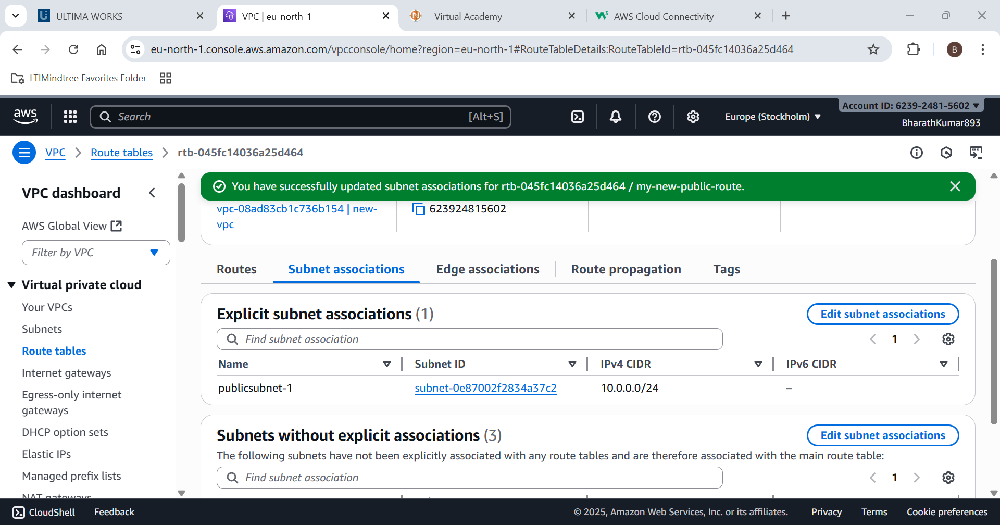 ULTIMA WORKS
VPC | eu-north-1
- Virtual Academy
AWS Cloud Connectivity
eu-north-1.console.aws.amazon.com/vpcconsole/home?region=eu-north-1#RouteTableDetails:RouteTableId=rtb-045fc14036a25d464
B
LTIMindtree Favorites Folder
aws
Search
[Alt+S]
Europe (Stockholm)
Account ID: 6239-2481-5602
BharathKumar893
VPC
Route tables
rtb-045fc14036a25d464
VPC dashboard
AWS Global View
Filter by VPC
Virtual private cloud
Your VPCs
Subnets
Route tables
Internet gateways
Egress-only internet
gateways
DHCP option sets
Elastic IPs
Managed prefix lists
NAT gateways
You have successfully updated subnet associations for rtb-045fc14036a25d464 / my-new-public-route.
vpc-08ad83cb1c736b154 | new-
vpc
623924815602
Routes
Subnet associations
Edge associations
Route propagation
Tags
Explicit subnet associations (1)
Edit subnet associations
Find subnet association
1
Name
Subnet ID
IPv4 CIDR
IPv6 CIDR
publicsubnet-1
subnet-0e87002f2834a37c2
10.0.0.0/24
–
Subnets without explicit associations (3)
Edit subnet associations
The following subnets have not been explicitly associated with any route tables and are therefore associated with the main route table:
Find subnet association
1
CloudShell
Feedback
© 2025, Amazon Web Services, Inc. or its affiliates.
Privacy
Terms
Cookie preferences